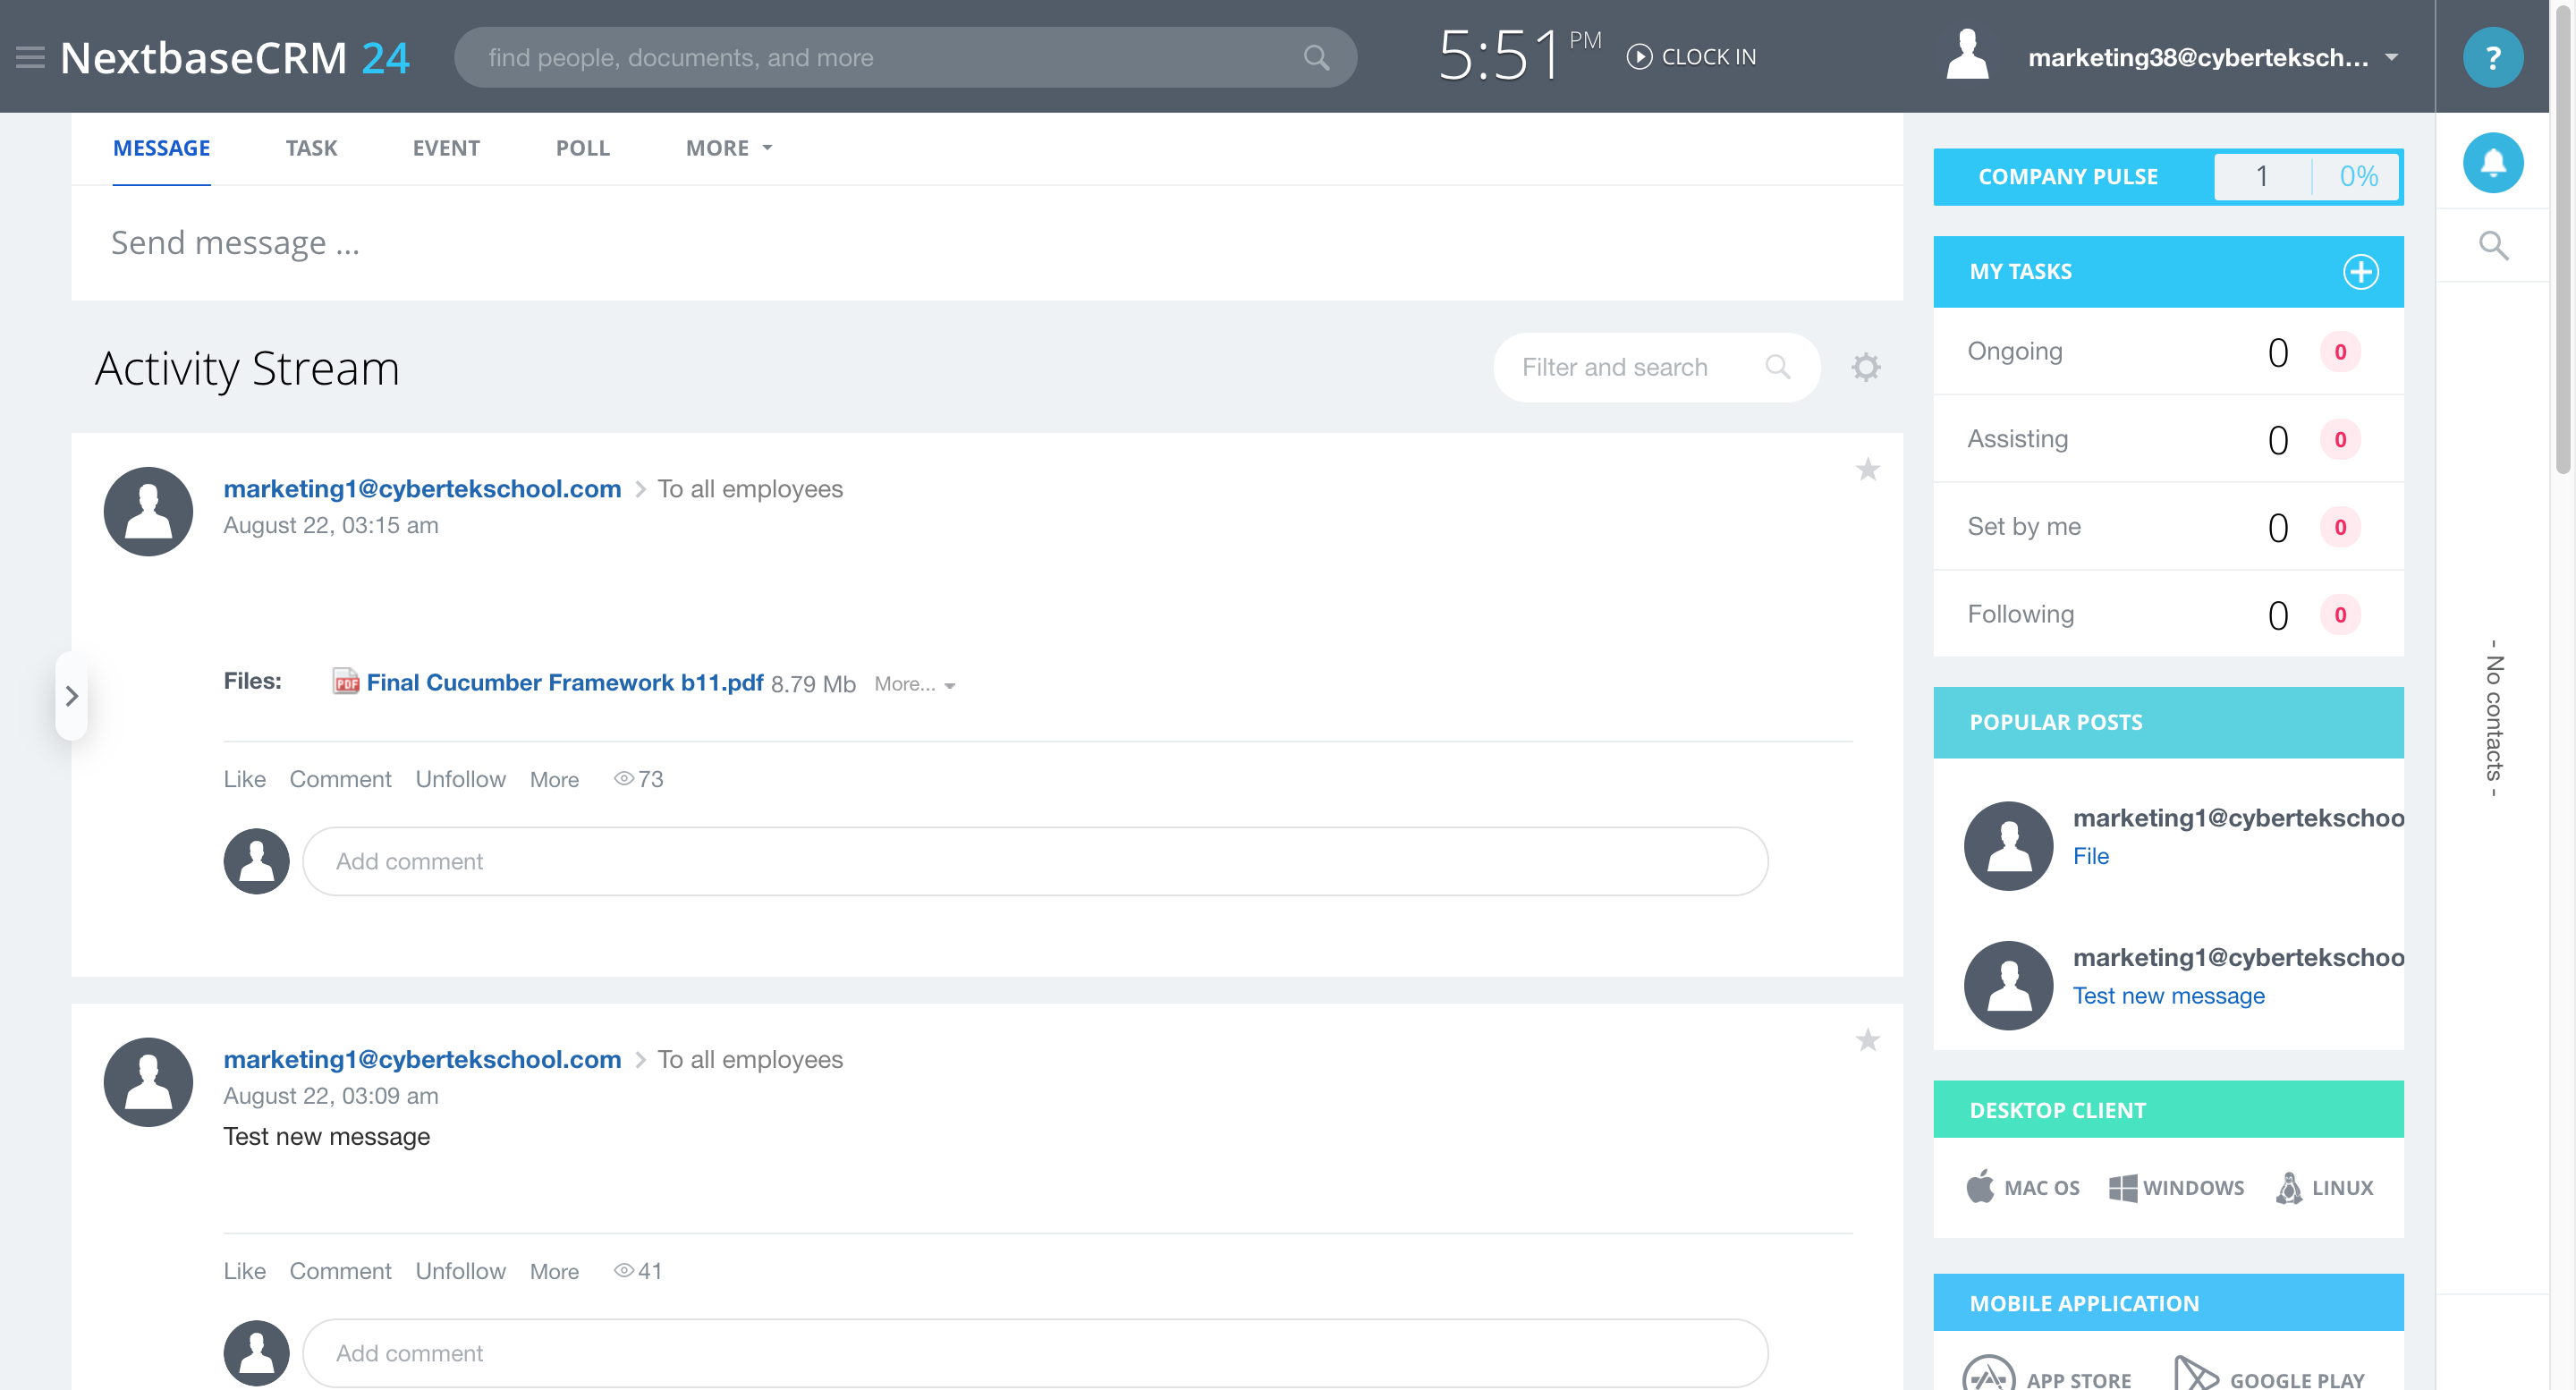 NextbaseCRM 24
find people, documents, and more
5:51 PM
CLOCK IN
marketing38@cyberteksch...
?
MESSAGE TASK EVENT POLL MORE
Send message ...
Activity Stream
Filter and search
marketing1@cybertekschool.com > To all employees
August 22, 03:15 am
Files: PDF Final Cucumber Framework b11.pdf 8.79 Mb More...
Like Comment Unfollow More 73
Add comment
marketing1@cybertekschool.com > To all employees
August 22, 03:09 am
Test new message
Like Comment Unfollow More 41
Add comment
COMPANY PULSE 1 0%
MY TASKS
Ongoing 0 0
Assisting 0 0
Set by me 0 0
Following 0 0
POPULAR POSTS
marketing1@cybertekschoo
File
marketing1@cybertekschoo
Test new message
DESKTOP CLIENT
MAC OS WINDOWS LINUX
MOBILE APPLICATION
APP STORE GOOGLE PLAY
- No contacts -